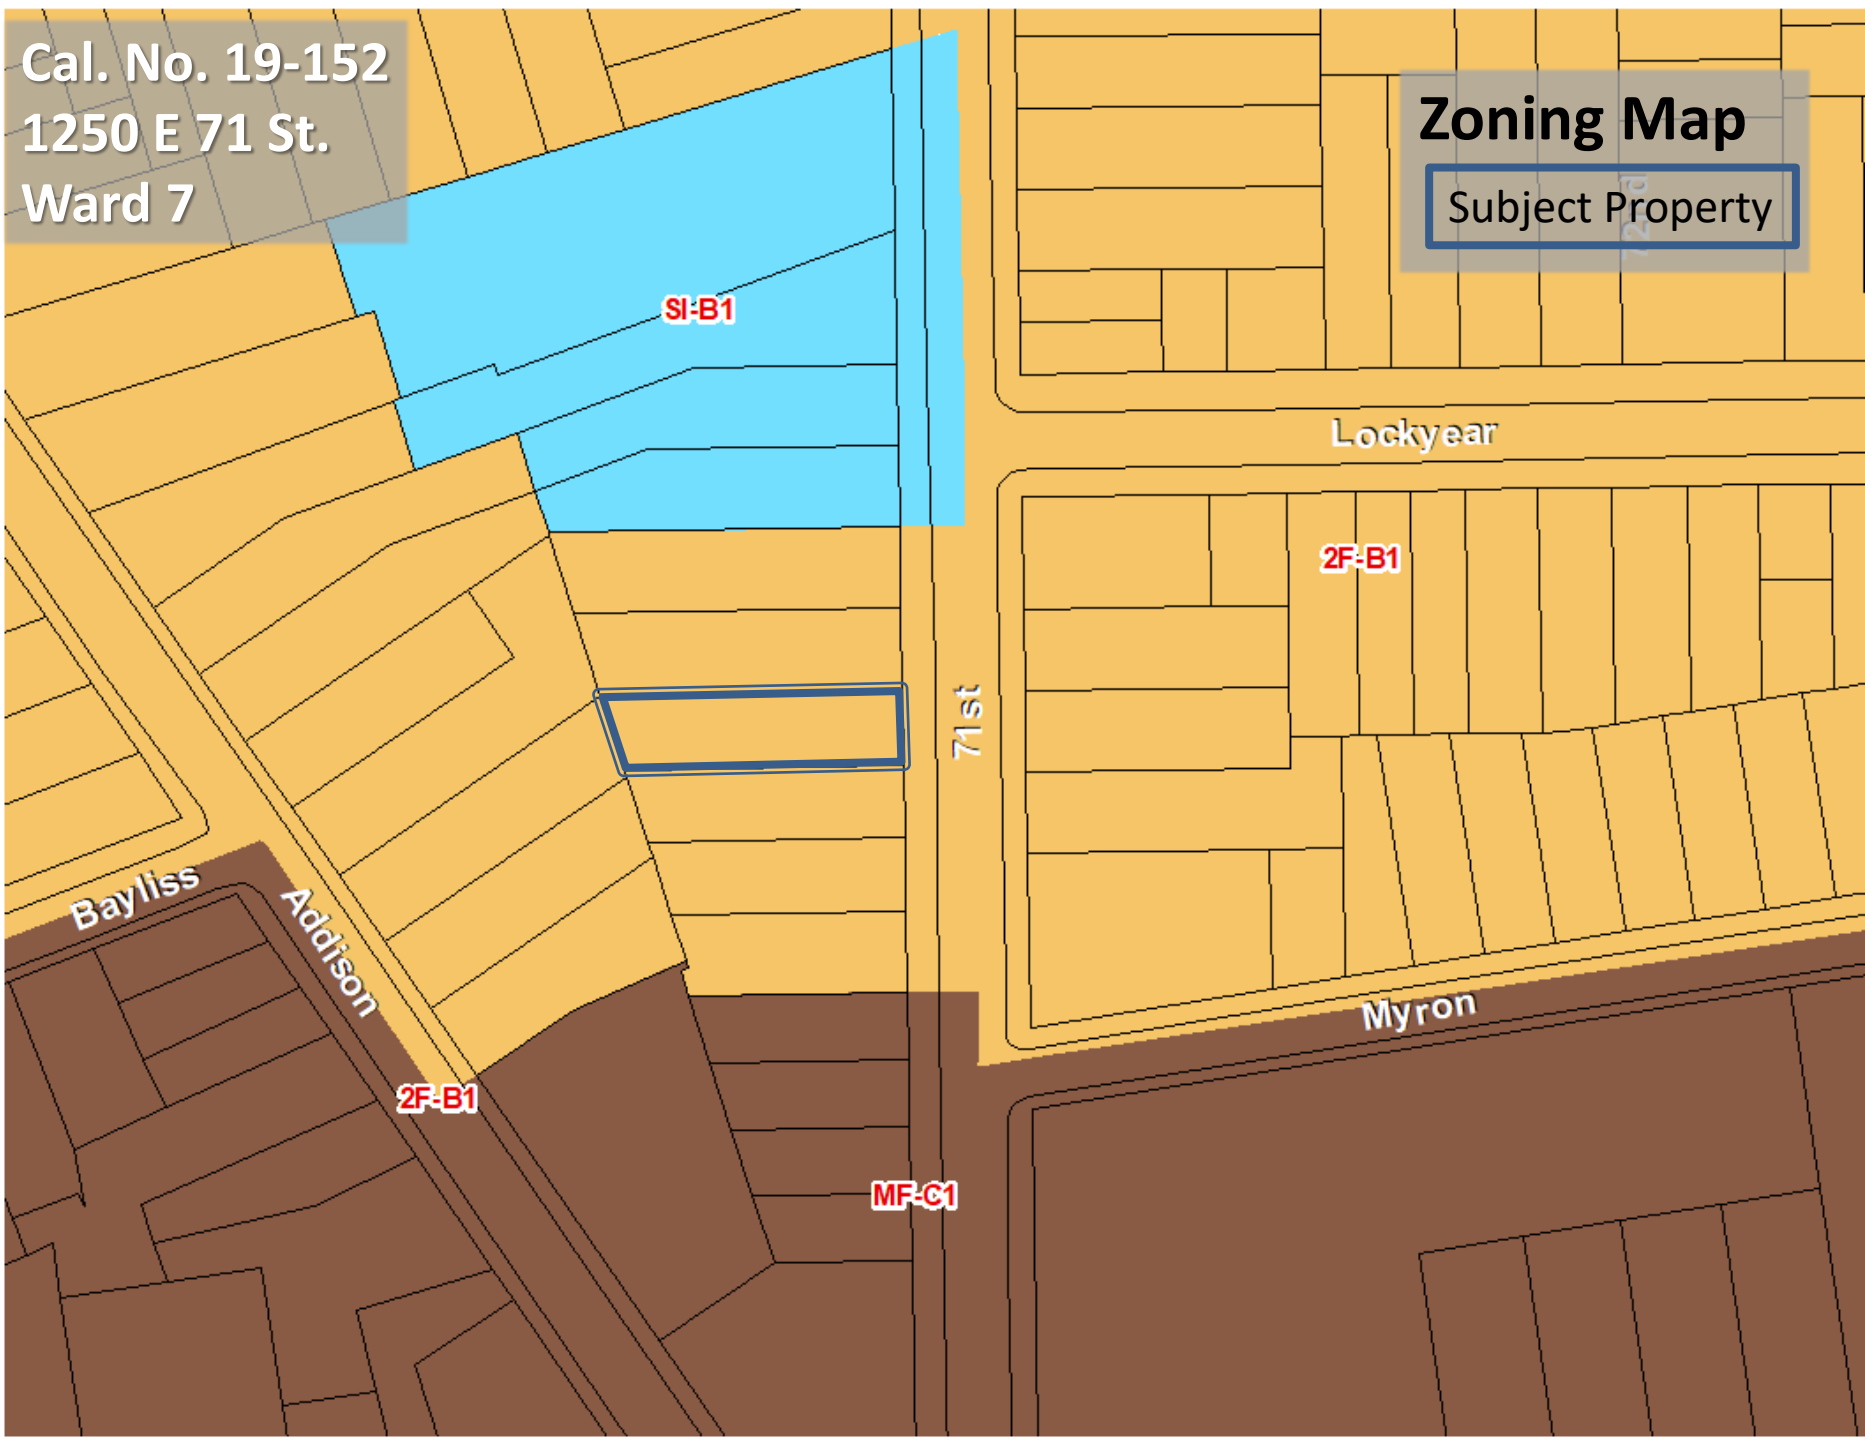 Cal. No. 19-152
1250 E 71 St.
Ward 7
Zoning Map
Subject Property
72nd
SI-B1
Lockyear
2F-B1
71st
Bayliss
Addison
Myron
2F-B1
MF-C1